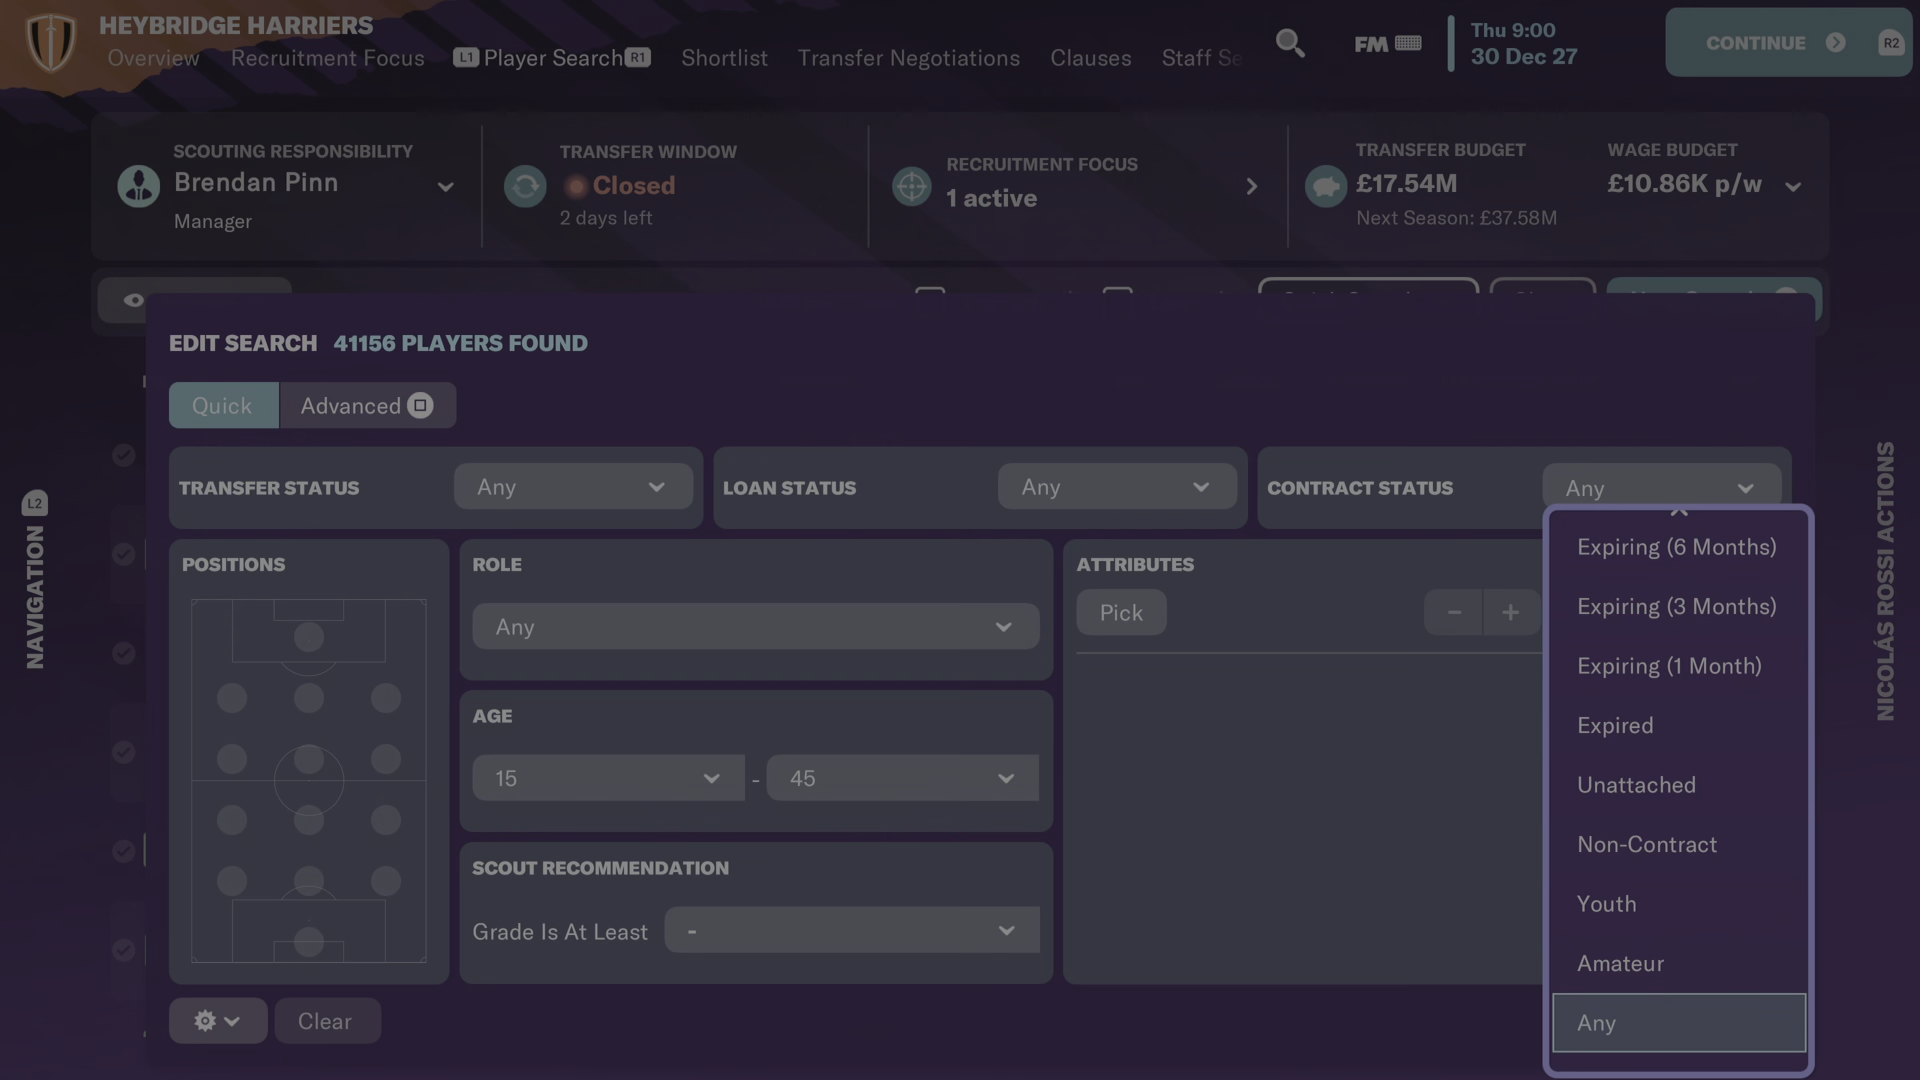 HEYBRIDGE HARRIERS
Overview
Recruitment Focus
L1
Player Search
R1
Shortlist
Transfer Negotiations
Clauses
Staff Se
FM
Thu 9:00
30 Dec 27
CONTINUE
R2
SCOUTING RESPONSIBILITY
Brendan Pinn
Manager
TRANSFER WINDOW
Closed
2 days left
RECRUITMENT FOCUS
1 active
TRANSFER BUDGET
£17.54M
Next Season: £37.58M
WAGE BUDGET
£10.86K p/w
EDIT SEARCH
41156 PLAYERS FOUND
Quick
Advanced
TRANSFER STATUS
Any
LOAN STATUS
Any
CONTRACT STATUS
Any
POSITIONS
ROLE
Any
AGE
15
-
45
SCOUT RECOMMENDATION
Grade Is At Least
-
ATTRIBUTES
Pick
-
+
Expiring (6 Months)
Expiring (3 Months)
Expiring (1 Month)
Expired
Unattached
Non-Contract
Youth
Amateur
Any
Clear
L2
NAVIGATION
NICOLÁS ROSSI ACTIONS